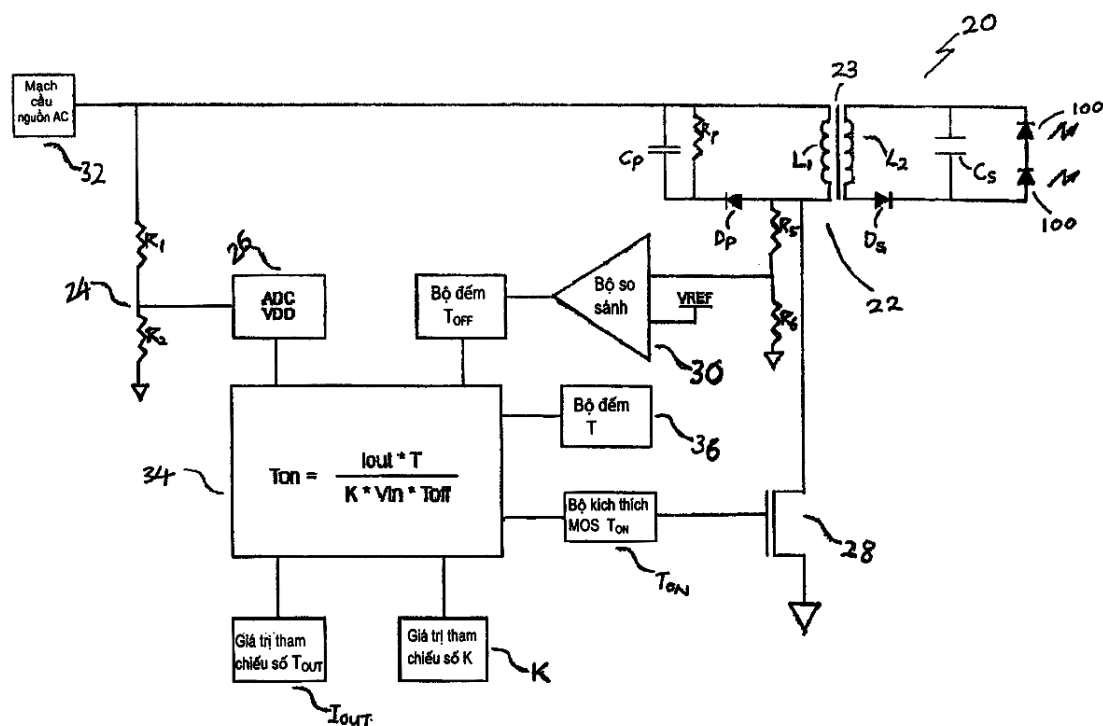 20
23
Mạch
cầu
nguồn AC
32
CP
RP
L1
L2
CS
100
100
DP
DS
22
R1
24
R2
26
ADC
VDD
Bộ đếm
TOFF
Bộ so
sánh
VREF
30
R5
R6
34
Ton = Iout * T
K * Vin * Toff
Bộ đếm
T
36
Bộ kích thích
MOS TON
TON
28
Giá trị tham
chiếu số TOUT
IOUT
Giá trị tham
chiếu số K
K